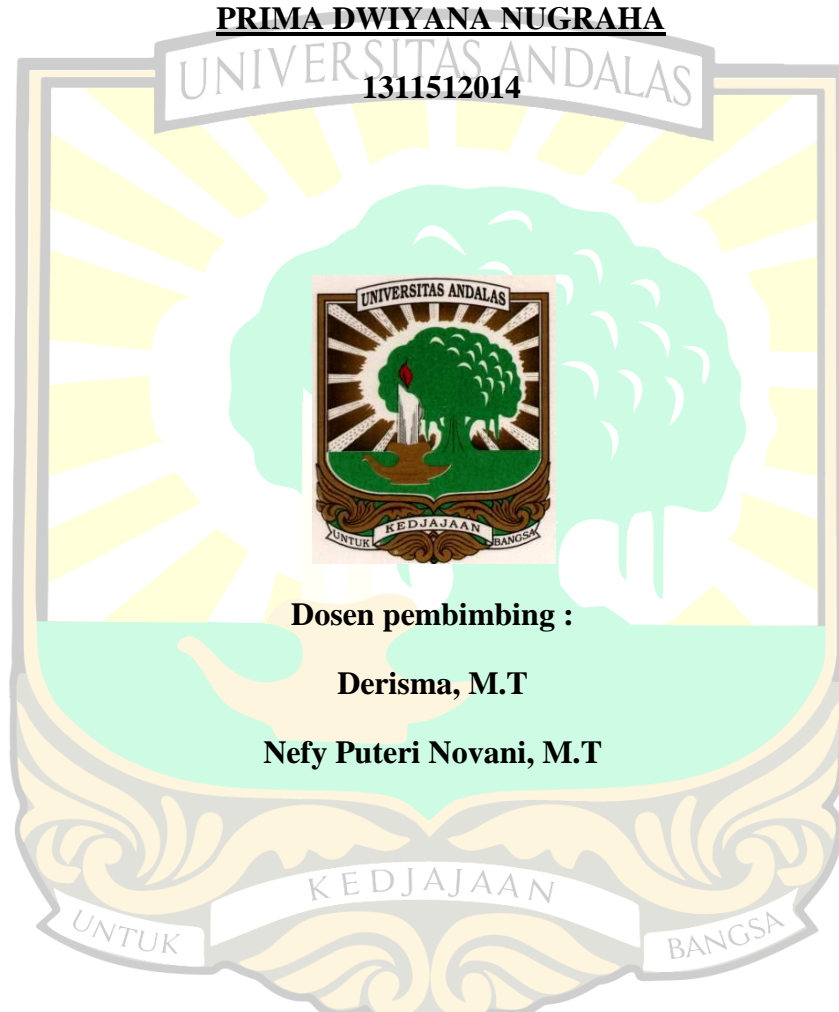 PRIMA DWIYANA NUGRAHA
UNIVERSITAS ANDALAS
1311512014
UNIVERSITAS ANDALAS
UNTUK KEDJAJAAN BANGSA
Dosen pembimbing :
Derisma, M.T
Nefy Puteri Novani, M.T
UNTUK KEDJAJAAN BANGSA